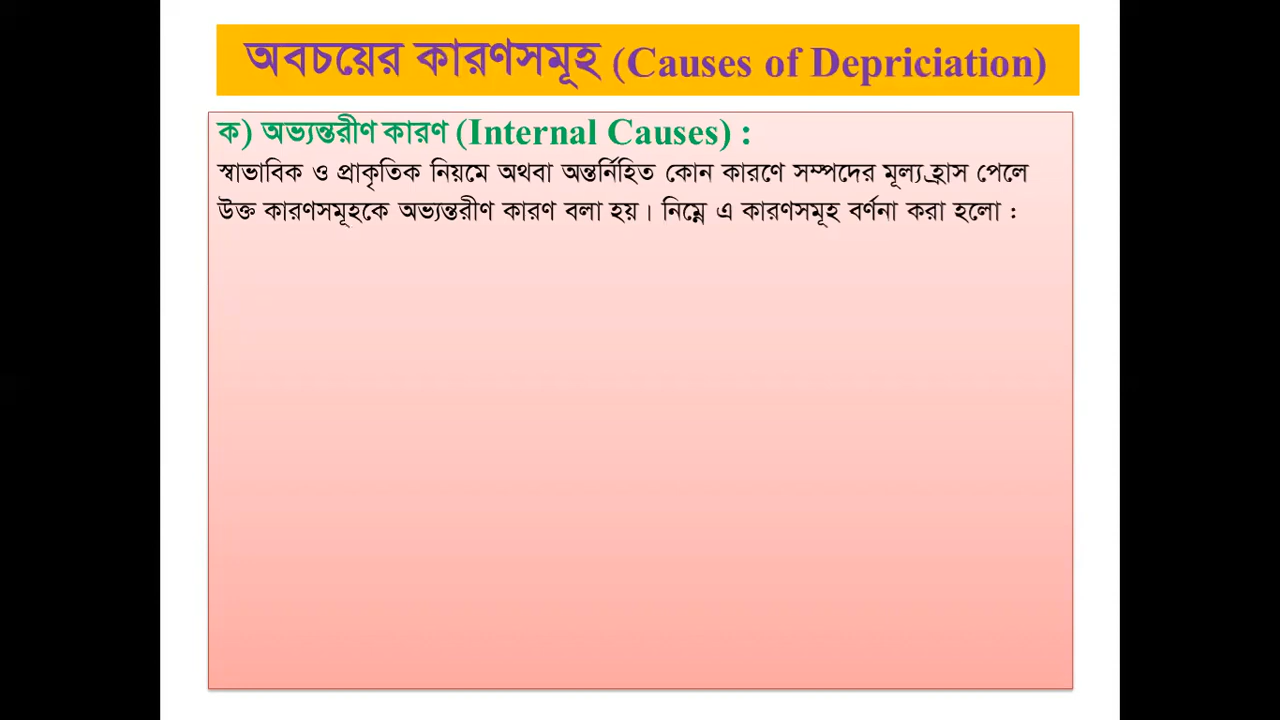 অবচয়ের কারণসমূহ (Causes of Depriciation)
ক) অভ্যন্তরীণ কারণ (Internal Causes) :
স্বাভাবিক ও প্রাকৃতিক নিয়মে অথবা অন্তর্নিহিত কোন কারণে সম্পদের মূল্য হ্রাস পেলে
উক্ত কারণসমূহকে অভ্যন্তরীণ কারণ বলা হয়। নিম্নে এ কারণসমূহ বর্ণনা করা হলো :